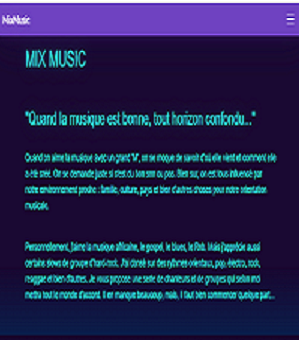 MixMusic
MIX MUSIC
"Quand la musique est bonne, tout horizon confondu..."
Quand on aime la musique avec un grand "M", on se moque de savoir d'où elle vient et comment elle
a été créé. On se demande juste si c'est du bon son ou pas. Bien sur, on est tous influencé par
notre environnement proche : famille, culture, pays et bien d'autres choses pour notre orientation
musicale.
Personnellement, j'aime la musique africaine, le gospel, le blues, le R'nb. Mais j'apprécie aussi
certains slows de groupe d'hard-rock. J'ai dansé sur des rythmes orientaux, pop, électro, rock,
reggae et bien d'autres. Je vous propose une serie de chanteurs et de groupes qui selon moi
mettra tout le monde d'accord. Il en manque beaucoup, mais, il faut bien commencer quelque part...